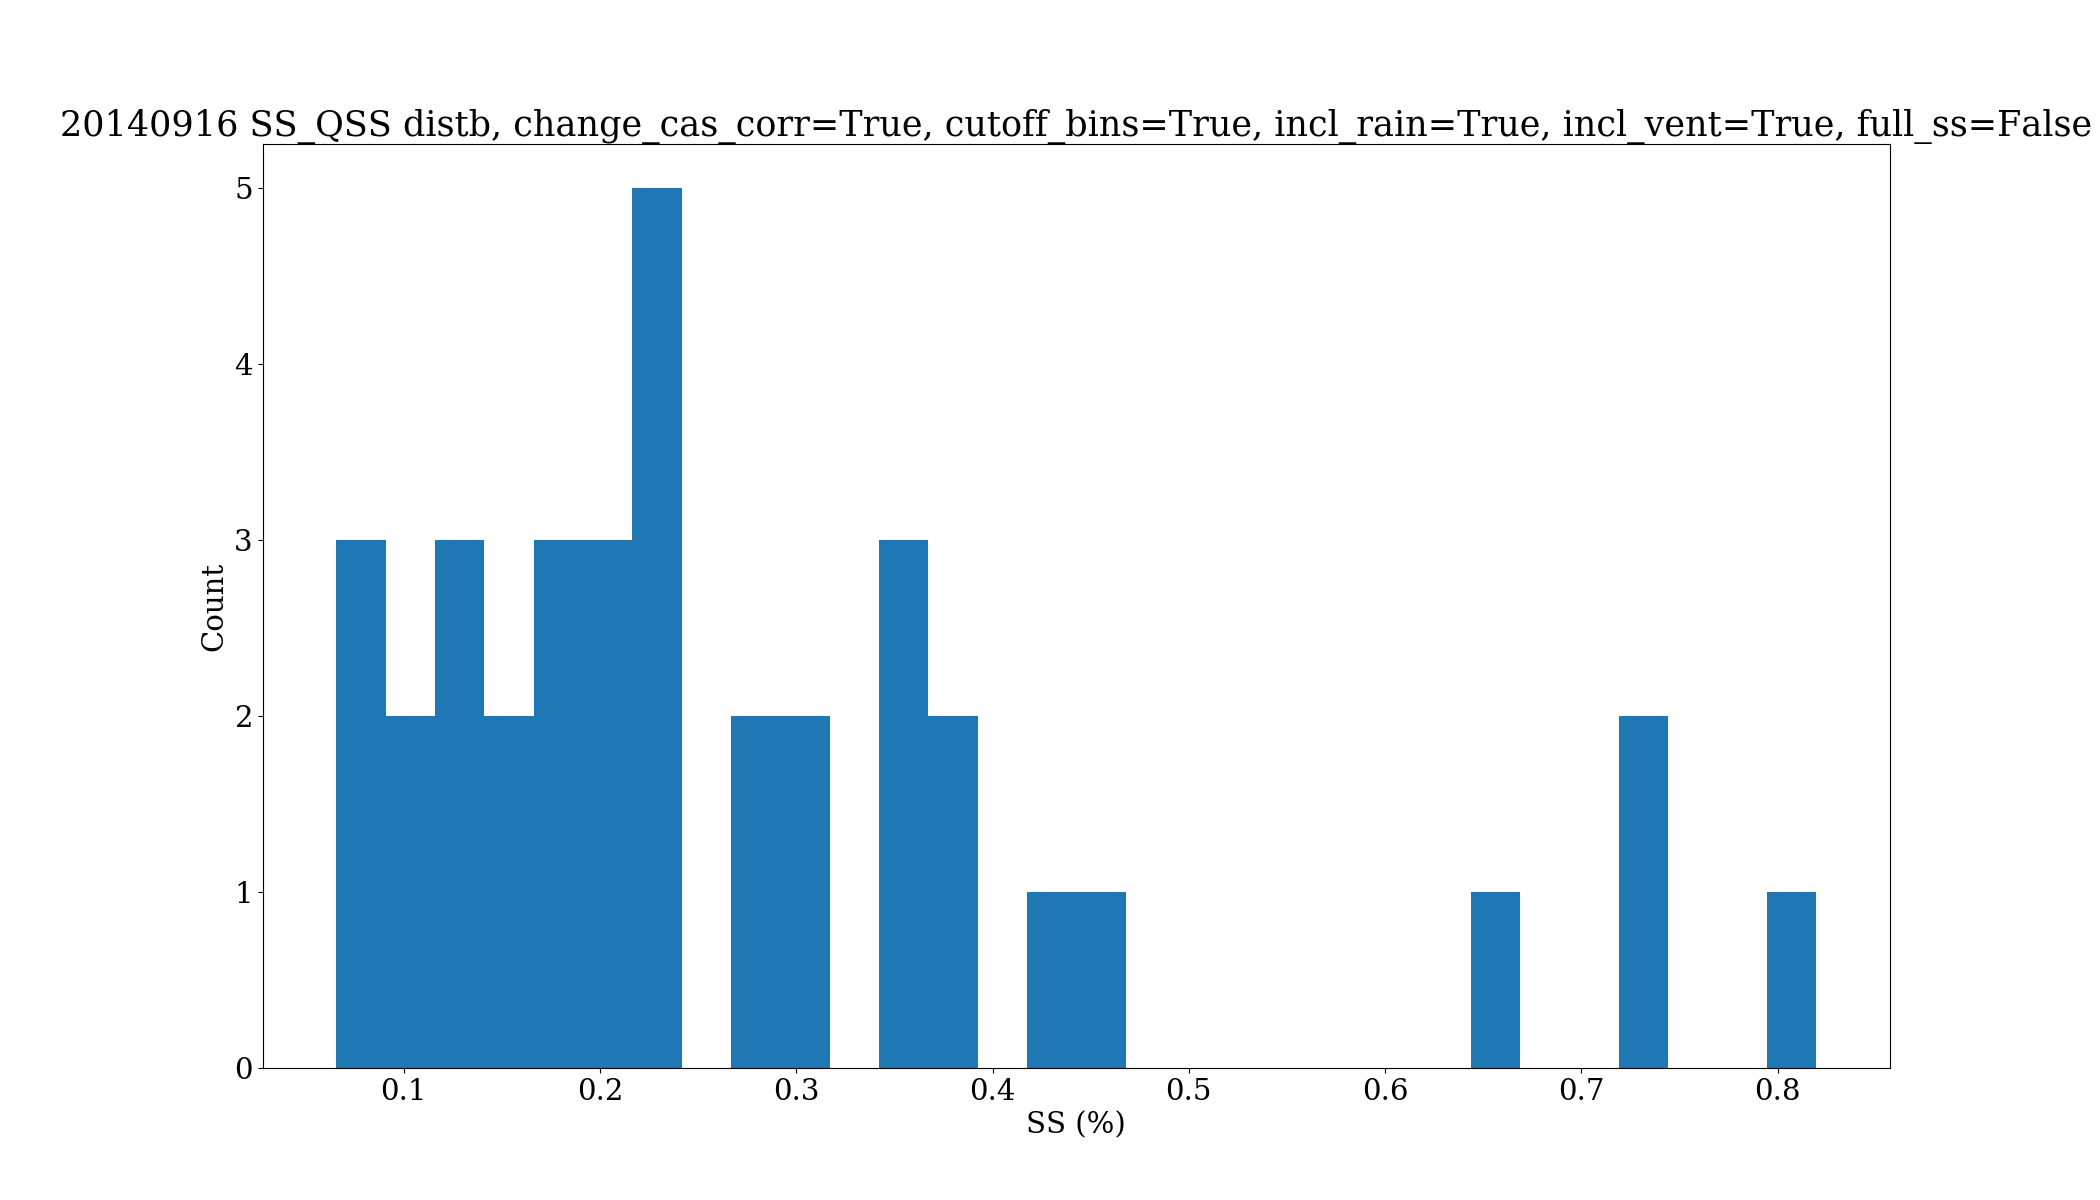 20140916 SS_QSS distb, change_cas_corr=True, cutoff_bins=True, incl_rain=True, incl_vent=True, full_ss=False
5
4
3
2
1
0
Count
0.1 0.2 0.3 0.4 0.5 0.6 0.7 0.8
SS (%)